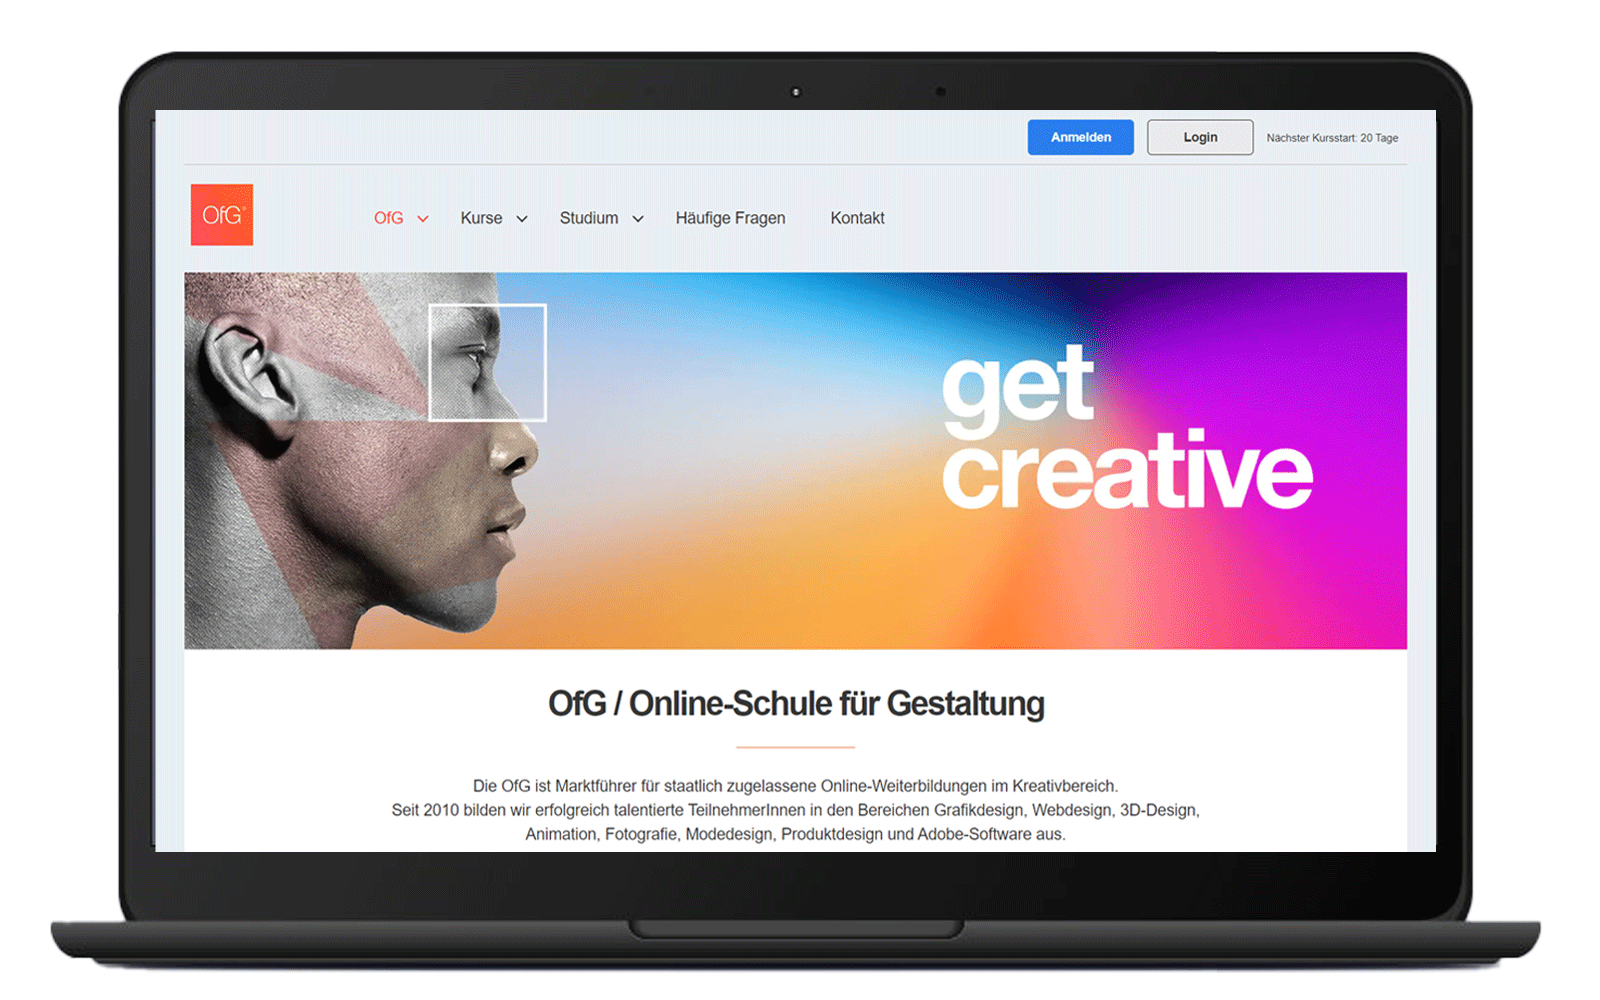 Anmelden
Login
Nächster Kursstart: 20 Tage
OfG®
OfG
Kurse
Studium
Häufige Fragen
Kontakt
get
creative
OfG / Online-Schule für Gestaltung
Die OfG ist Marktführer für staatlich zugelassene Online-Weiterbildungen im Kreativbereich.
Seit 2010 bilden wir erfolgreich talentierte TeilnehmerInnen in den Bereichen Grafikdesign, Webdesign, 3D-Design,
Animation, Fotografie, Modedesign, Produktdesign und Adobe-Software aus.